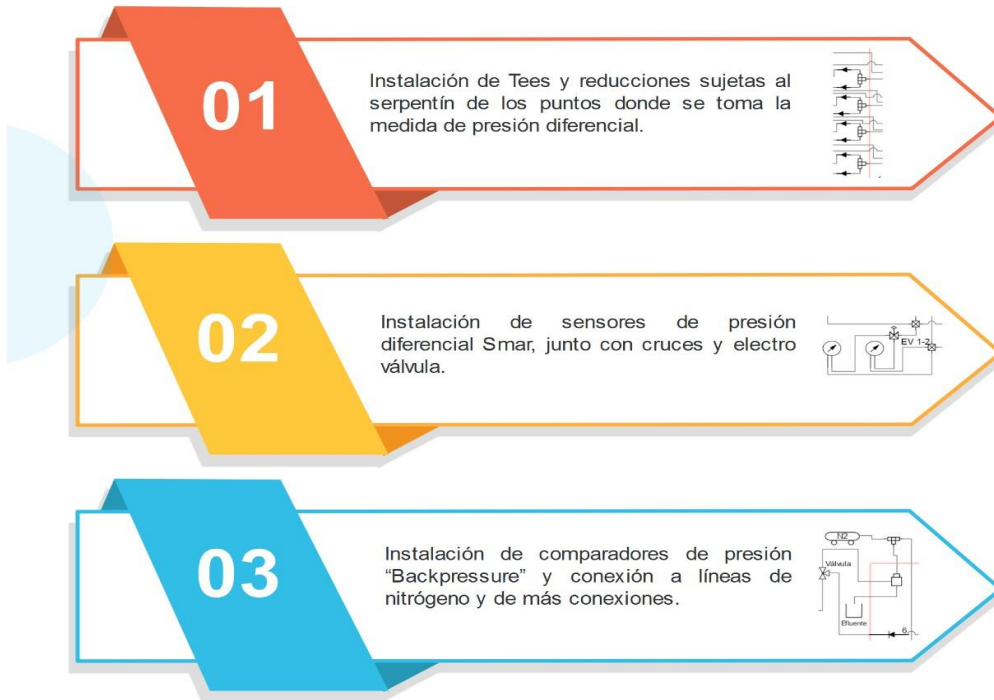 01
Instalación de Tees y reducciones sujetas al
serpentín de los puntos donde se toma la
medida de presión diferencial.
02
Instalación de sensores de presión
diferencial Smar, junto con cruces y electro
válvula.
EV 1-2
03
Instalación de comparadores de presión
“Backpressure” y conexión a líneas de
nitrógeno y de más conexiones.
N2
Válvula
Efluente
6